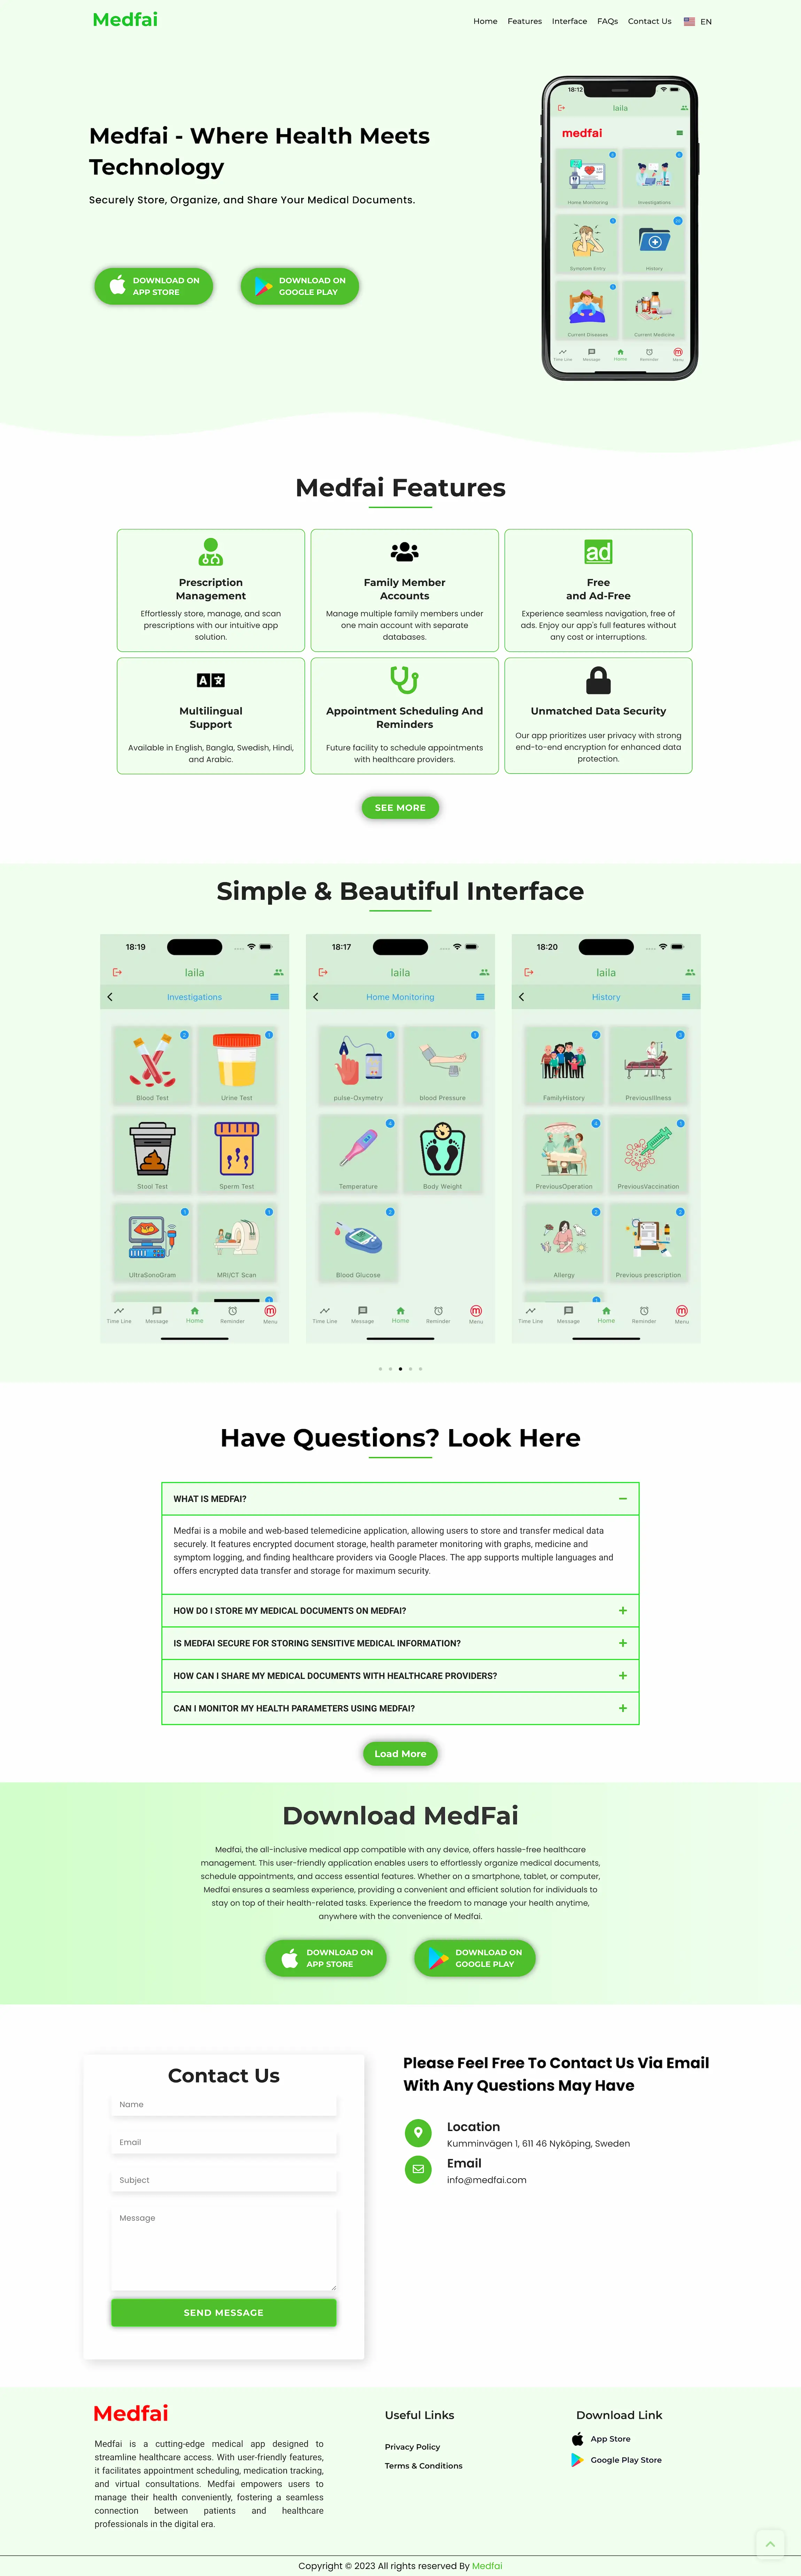 Medfai
Home
Features
Interface
FAQs
Contact Us
EN
Medfai - Where Health Meets
Technology
Securely Store, Organize, and Share Your Medical Documents.
DOWNLOAD ON
APP STORE
DOWNLOAD ON
GOOGLE PLAY
18:12
laila
medfai
Home Monitoring
Investigations
Symptom Entry
History
Current Diseases
Current Medicine
Time Line
Message
Home
Reminder
Menu
Medfai Features
Prescription
Management
Effortlessly store, manage, and scan
prescriptions with our intuitive app
solution.
Family Member
Accounts
Manage multiple family members under
one main account with separate
databases.
ad
Free
and Ad-Free
Experience seamless navigation, free of
ads. Enjoy our app's full features without
any cost or interruptions.
Multilingual
Support
Available in English, Bangla, Swedish, Hindi,
and Arabic.
Appointment Scheduling And
Reminders
Future facility to schedule appointments
with healthcare providers.
Unmatched Data Security
Our app prioritizes user privacy with strong
end-to-end encryption for enhanced data
protection.
SEE MORE
Simple & Beautiful Interface
18:19
laila
Investigations
2
1
Blood Test
Urine Test
Stool Test
Sperm Test
1
1
UltraSonoGram
MRI/CT Scan
1
Time Line
Message
Home
Reminder
Menu
18:17
laila
Home Monitoring
1
1
pulse-Oxymetry
blood Pressure
4
Temperature
Body Weight
2
Blood Glucose
Time Line
Message
Home
Reminder
Menu
18:20
laila
History
FamilyHistory
PreviousIllness
4
1
PreviousOperation
PreviousVaccination
2
2
Allergy
Previous prescription
1
Time Line
Message
Home
Reminder
Menu
Have Questions? Look Here
WHAT IS MEDFAI?
Medfai is a mobile and web-based telemedicine application, allowing users to store and transfer medical data
securely. It features encrypted document storage, health parameter monitoring with graphs, medicine and
symptom logging, and finding healthcare providers via Google Places. The app supports multiple languages and
offers encrypted data transfer and storage for maximum security.
HOW DO I STORE MY MEDICAL DOCUMENTS ON MEDFAI?
IS MEDFAI SECURE FOR STORING SENSITIVE MEDICAL INFORMATION?
HOW CAN I SHARE MY MEDICAL DOCUMENTS WITH HEALTHCARE PROVIDERS?
CAN I MONITOR MY HEALTH PARAMETERS USING MEDFAI?
Load More
Download MedFai
Medfai, the all-inclusive medical app compatible with any device, offers hassle-free healthcare
management. This user-friendly application enables users to effortlessly organize medical documents,
schedule appointments, and access essential features. Whether on a smartphone, tablet, or computer,
Medfai ensures a seamless experience, providing a convenient and efficient solution for individuals to
stay on top of their health-related tasks. Experience the freedom to manage your health anytime,
anywhere with the convenience of Medfai.
DOWNLOAD ON
APP STORE
DOWNLOAD ON
GOOGLE PLAY
Contact Us
Name
Email
Subject
Message
SEND MESSAGE
Please Feel Free To Contact Us Via Email
With Any Questions May Have
Location
Kumminvägen 1, 611 46 Nyköping, Sweden
Email
info@medfai.com
Medfai
Medfai is a cutting-edge medical app designed to
streamline healthcare access. With user-friendly features,
it facilitates appointment scheduling, medication tracking,
and virtual consultations. Medfai empowers users to
manage their health conveniently, fostering a seamless
connection between patients and healthcare
professionals in the digital era.
Useful Links
Privacy Policy
Terms & Conditions
Download Link
App Store
Google Play Store
Copyright © 2023 All rights reserved By Medfai